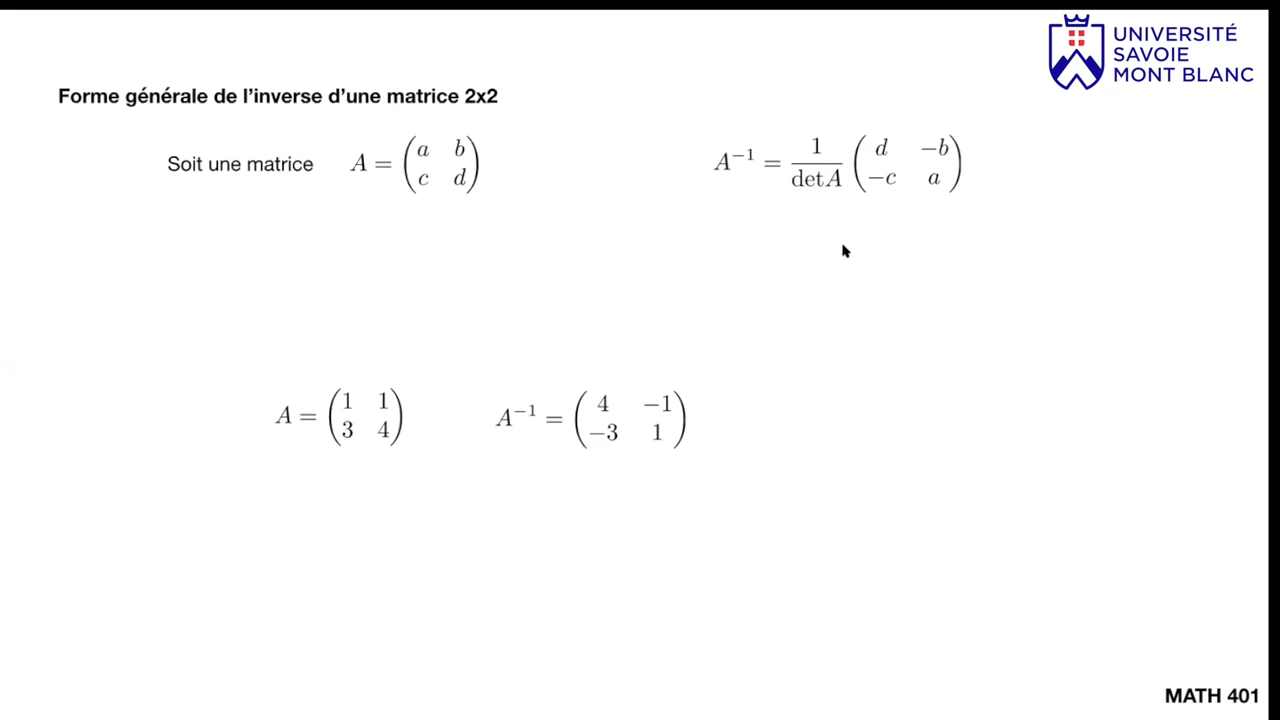 UNIVERSITÉ
SAVOIE
MONT BLANC
Forme générale de l'inverse d'une matrice 2x2
Soit une matrice A = (a b / c d) A⁻¹ = 1/detA (d −b / −c a)
A = (1 1 / 3 4) A⁻¹ = (4 −1 / −3 1)
MATH 401